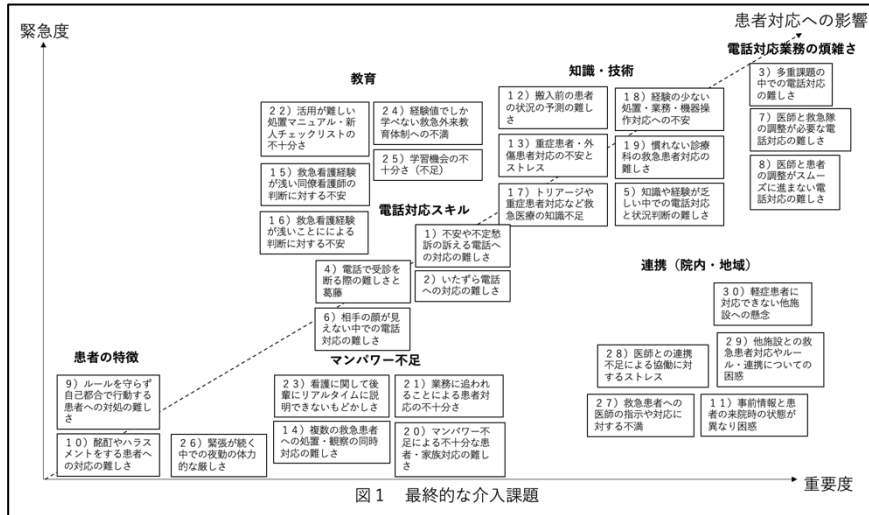 緊急度
患者対応への影響
電話対応業務の煩雑さ
教育
知識・技術
22）活用が難しい
処置マニュアル・新
人チェックリストの
不十分さ
24）経験値でしか
学べない救急外来教
育体制への不満
25）学習機会の不
十分さ（不足）
15）救急看護経験
が浅い同僚看護師の
判断に対する不安
16）救急看護経験
が浅いことにによる
判断に対する不安
12）搬入前の患者
の状況の予測の難し
さ
13）重症患者・外
傷患者対応の不安と
ストレス
17）トリアージや
重症患者対応など救
急医療の知識不足
18）経験の少ない
処置・業務・機器操
作対応への不安
19）慣れない診療
科の救急患者対応の
難しさ
5）知識や経験が乏
しい中での電話対応
と状況判断の難しさ
3）多重課題の
中での電話対応
の難しさ
7）医師と救急隊
の調整が必要な電
話対応の難しさ
8）医師と患者
の調整がスムー
ズに進まない電
話対応の難しさ
電話対応スキル
1）不安や不定愁
訴の訴える電話へ
の対応の難しさ
2）いたずら電話
への対応の難しさ
4）電話で受診を
断る際の難しさと
葛藤
6）相手の顔が見
えない中での電話
対応の難しさ
連携（院内・地域）
30）軽症患者に
対応できない他施
設への懸念
29）他施設との救
急患者対応やルー
ル・連携についての
困惑
28）医師との連携
不足による協働に対
するストレス
27）救急患者への
医師の指示や対応に
対する不満
11）事前情報と患
者の来院時の状態が
異なり困惑
患者の特徴
9）ルールを守らず
自己都合で行動する
患者への対処の難し
さ
10）酩酊やハラス
メントをする患者へ
の対応の難しさ
26）緊張が続く
中での夜勤の体力
的な厳しさ
マンパワー不足
23）看護に関して後
輩にリアルタイムに説
明できないもどかしさ
21）業務に追われ
ることによる患者対
応の不十分さ
14）複数の救急患者
への処置・観察の同時
対応の難しさ
20）マンパワー不
足による不十分な患
者・家族対応の難し
さ
重要度
図1　最終的な介入課題